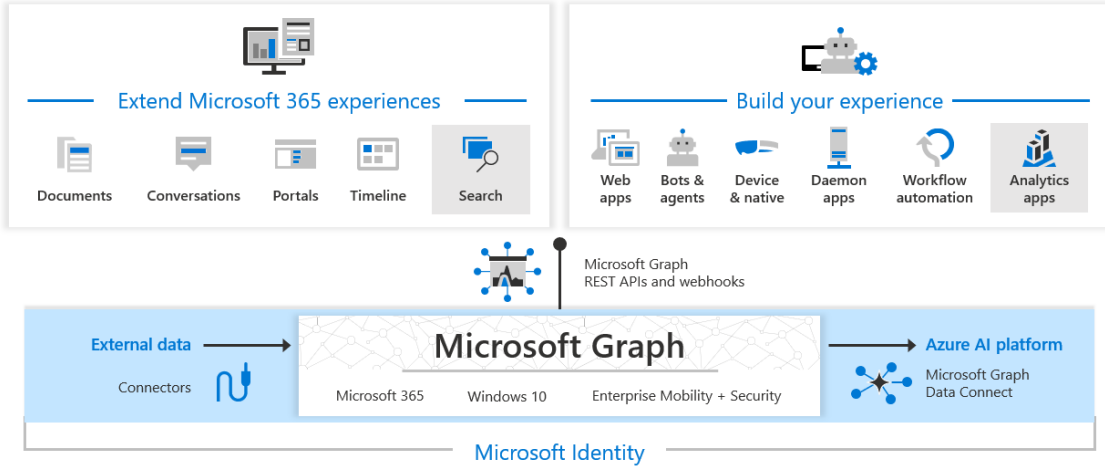 Extend Microsoft 365 experiences
Documents
Conversations
Portals
Timeline
Search
Build your experience
Web
apps
Bots &
agents
Device
& native
Daemon
apps
Workflow
automation
Analytics
apps
Microsoft Graph
REST APIs and webhooks
External data
Connectors
Microsoft Graph
Microsoft 365
Windows 10
Enterprise Mobility + Security
Azure AI platform
Microsoft Graph
Data Connect
Microsoft Identity